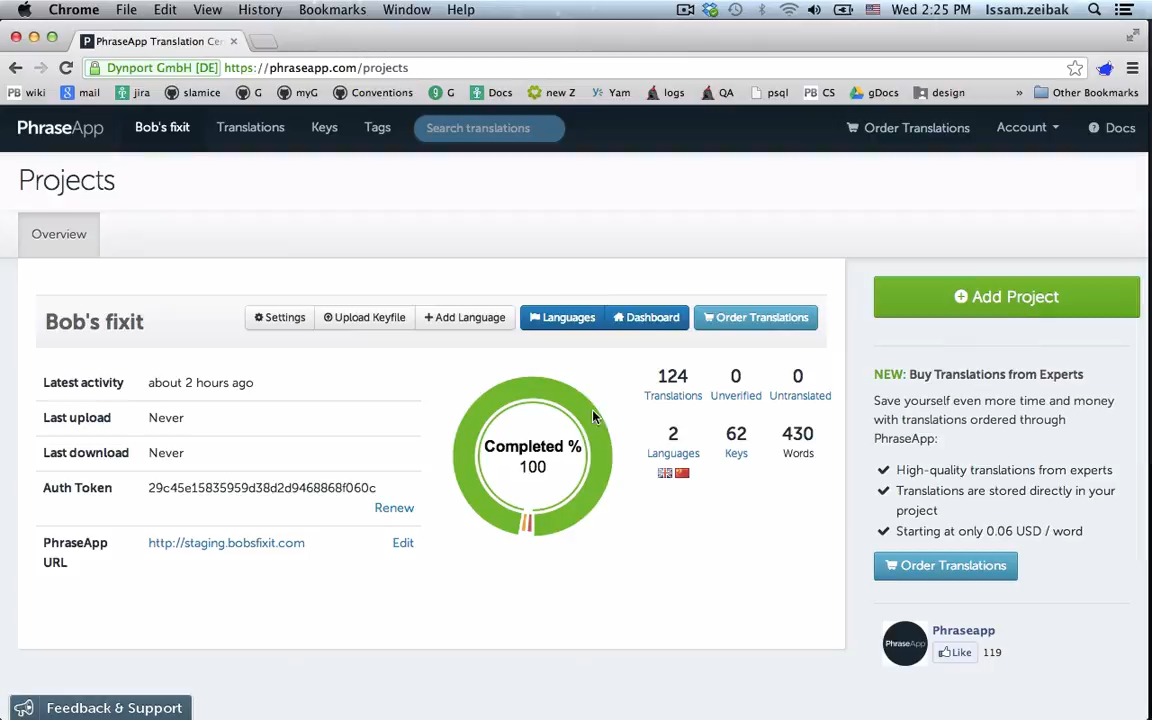 Chrome File Edit View History Bookmarks Window Help Wed 2:25 PM Issam.zeibak
P PhraseApp Translation Cer ×
Dynport GmbH [DE] https://phraseapp.com/projects
PB wiki mail jira slamice G myG Conventions G Docs new Z Yam logs QA psql PB CS gDocs design » Other Bookmarks
PhraseApp Bob's fixit Translations Keys Tags Search translations Order Translations Account Docs
Projects
Overview
Add Project
Bob's fixit Settings Upload Keyfile + Add Language Languages Dashboard Order Translations
Latest activity about 2 hours ago
Last upload Never
Last download Never
Auth Token 29c45e15835959d38d2d9468868f060c
Renew
PhraseApp URL http://staging.bobsfixit.com Edit
Completed %
100
124 0 0
Translations Unverified Untranslated
2 62 430
Languages Keys Words
NEW: Buy Translations from Experts
Save yourself even more time and money
with translations ordered through
PhraseApp:
High-quality translations from experts
Translations are stored directly in your
project
Starting at only 0.06 USD / word
Order Translations
PhraseApp Phraseapp
Like 119
Feedback & Support